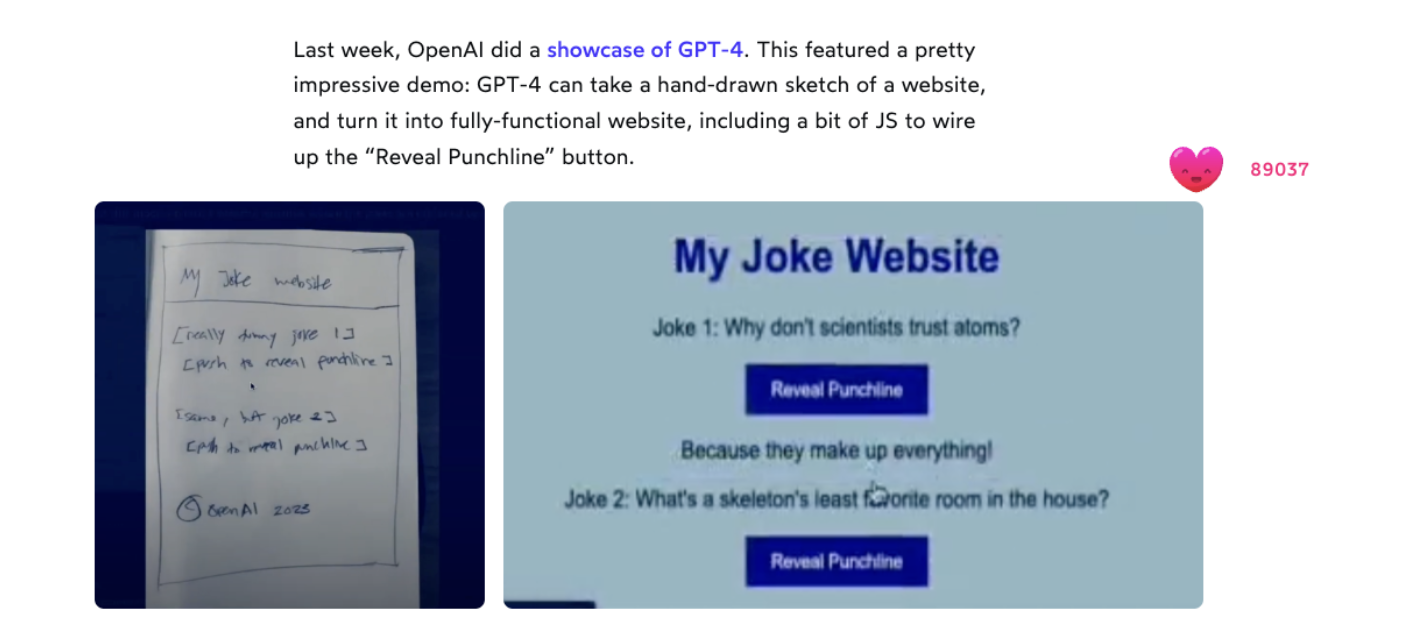 Last week, OpenAI did a showcase of GPT-4. This featured a pretty
impressive demo: GPT-4 can take a hand-drawn sketch of a website,
and turn it into fully-functional website, including a bit of JS to wire
up the “Reveal Punchline” button.
89037
My Joke website
[really funny joke 1]
[push to reveal punchline]
[same, but joke 2]
[push to reveal punchline]
OpenAI 2023
My Joke Website
Joke 1: Why don't scientists trust atoms?
Reveal Punchline
Because they make up everything!
Joke 2: What's a skeleton's least favorite room in the house?
Reveal Punchline